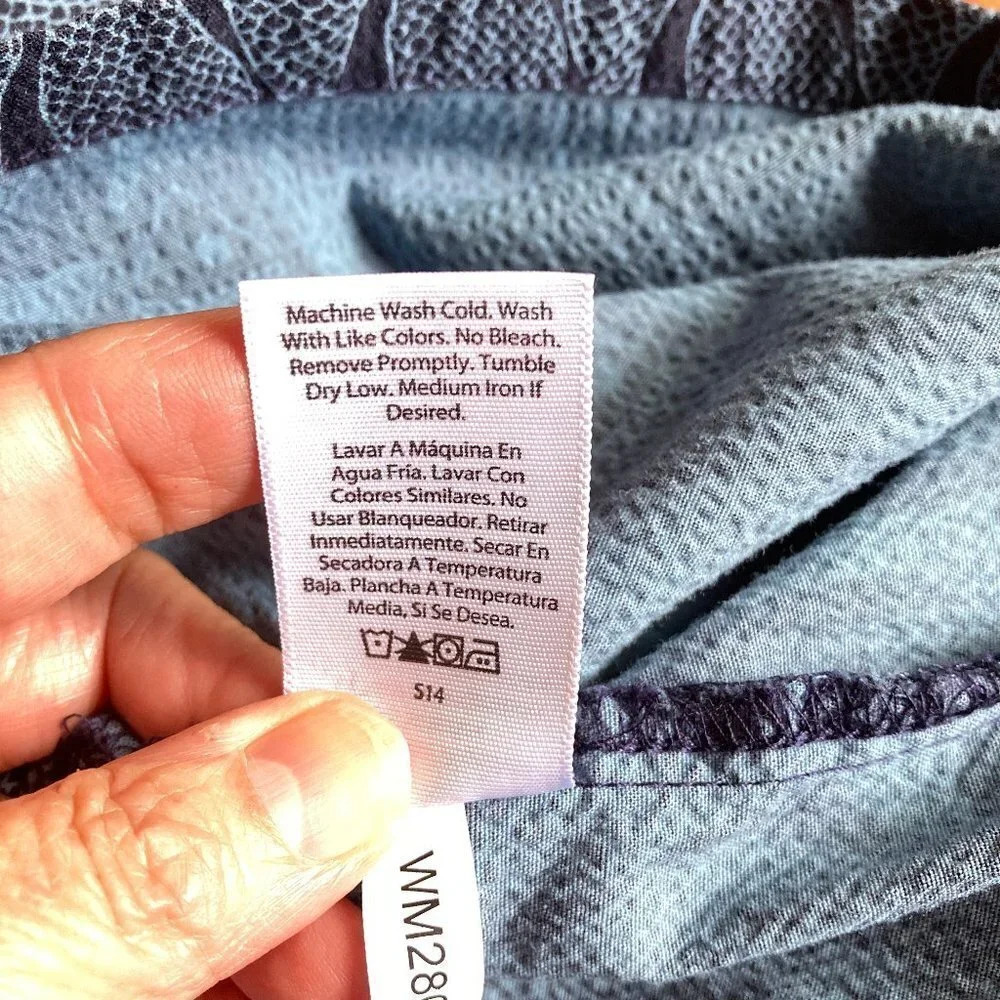 Machine Wash Cold. Wash
With Like Colors. No Bleach.
Remove Promptly. Tumble
Dry Low. Medium Iron If
Desired.
Lavar A Máquina En
Agua Fría. Lavar Con
Colores Similares. No
Usar Blanqueador. Retirar
Inmediatamente. Secar En
Secadora A Temperatura
Baja. Plancha A Temperatura
Media, Si Se Desea.
S14